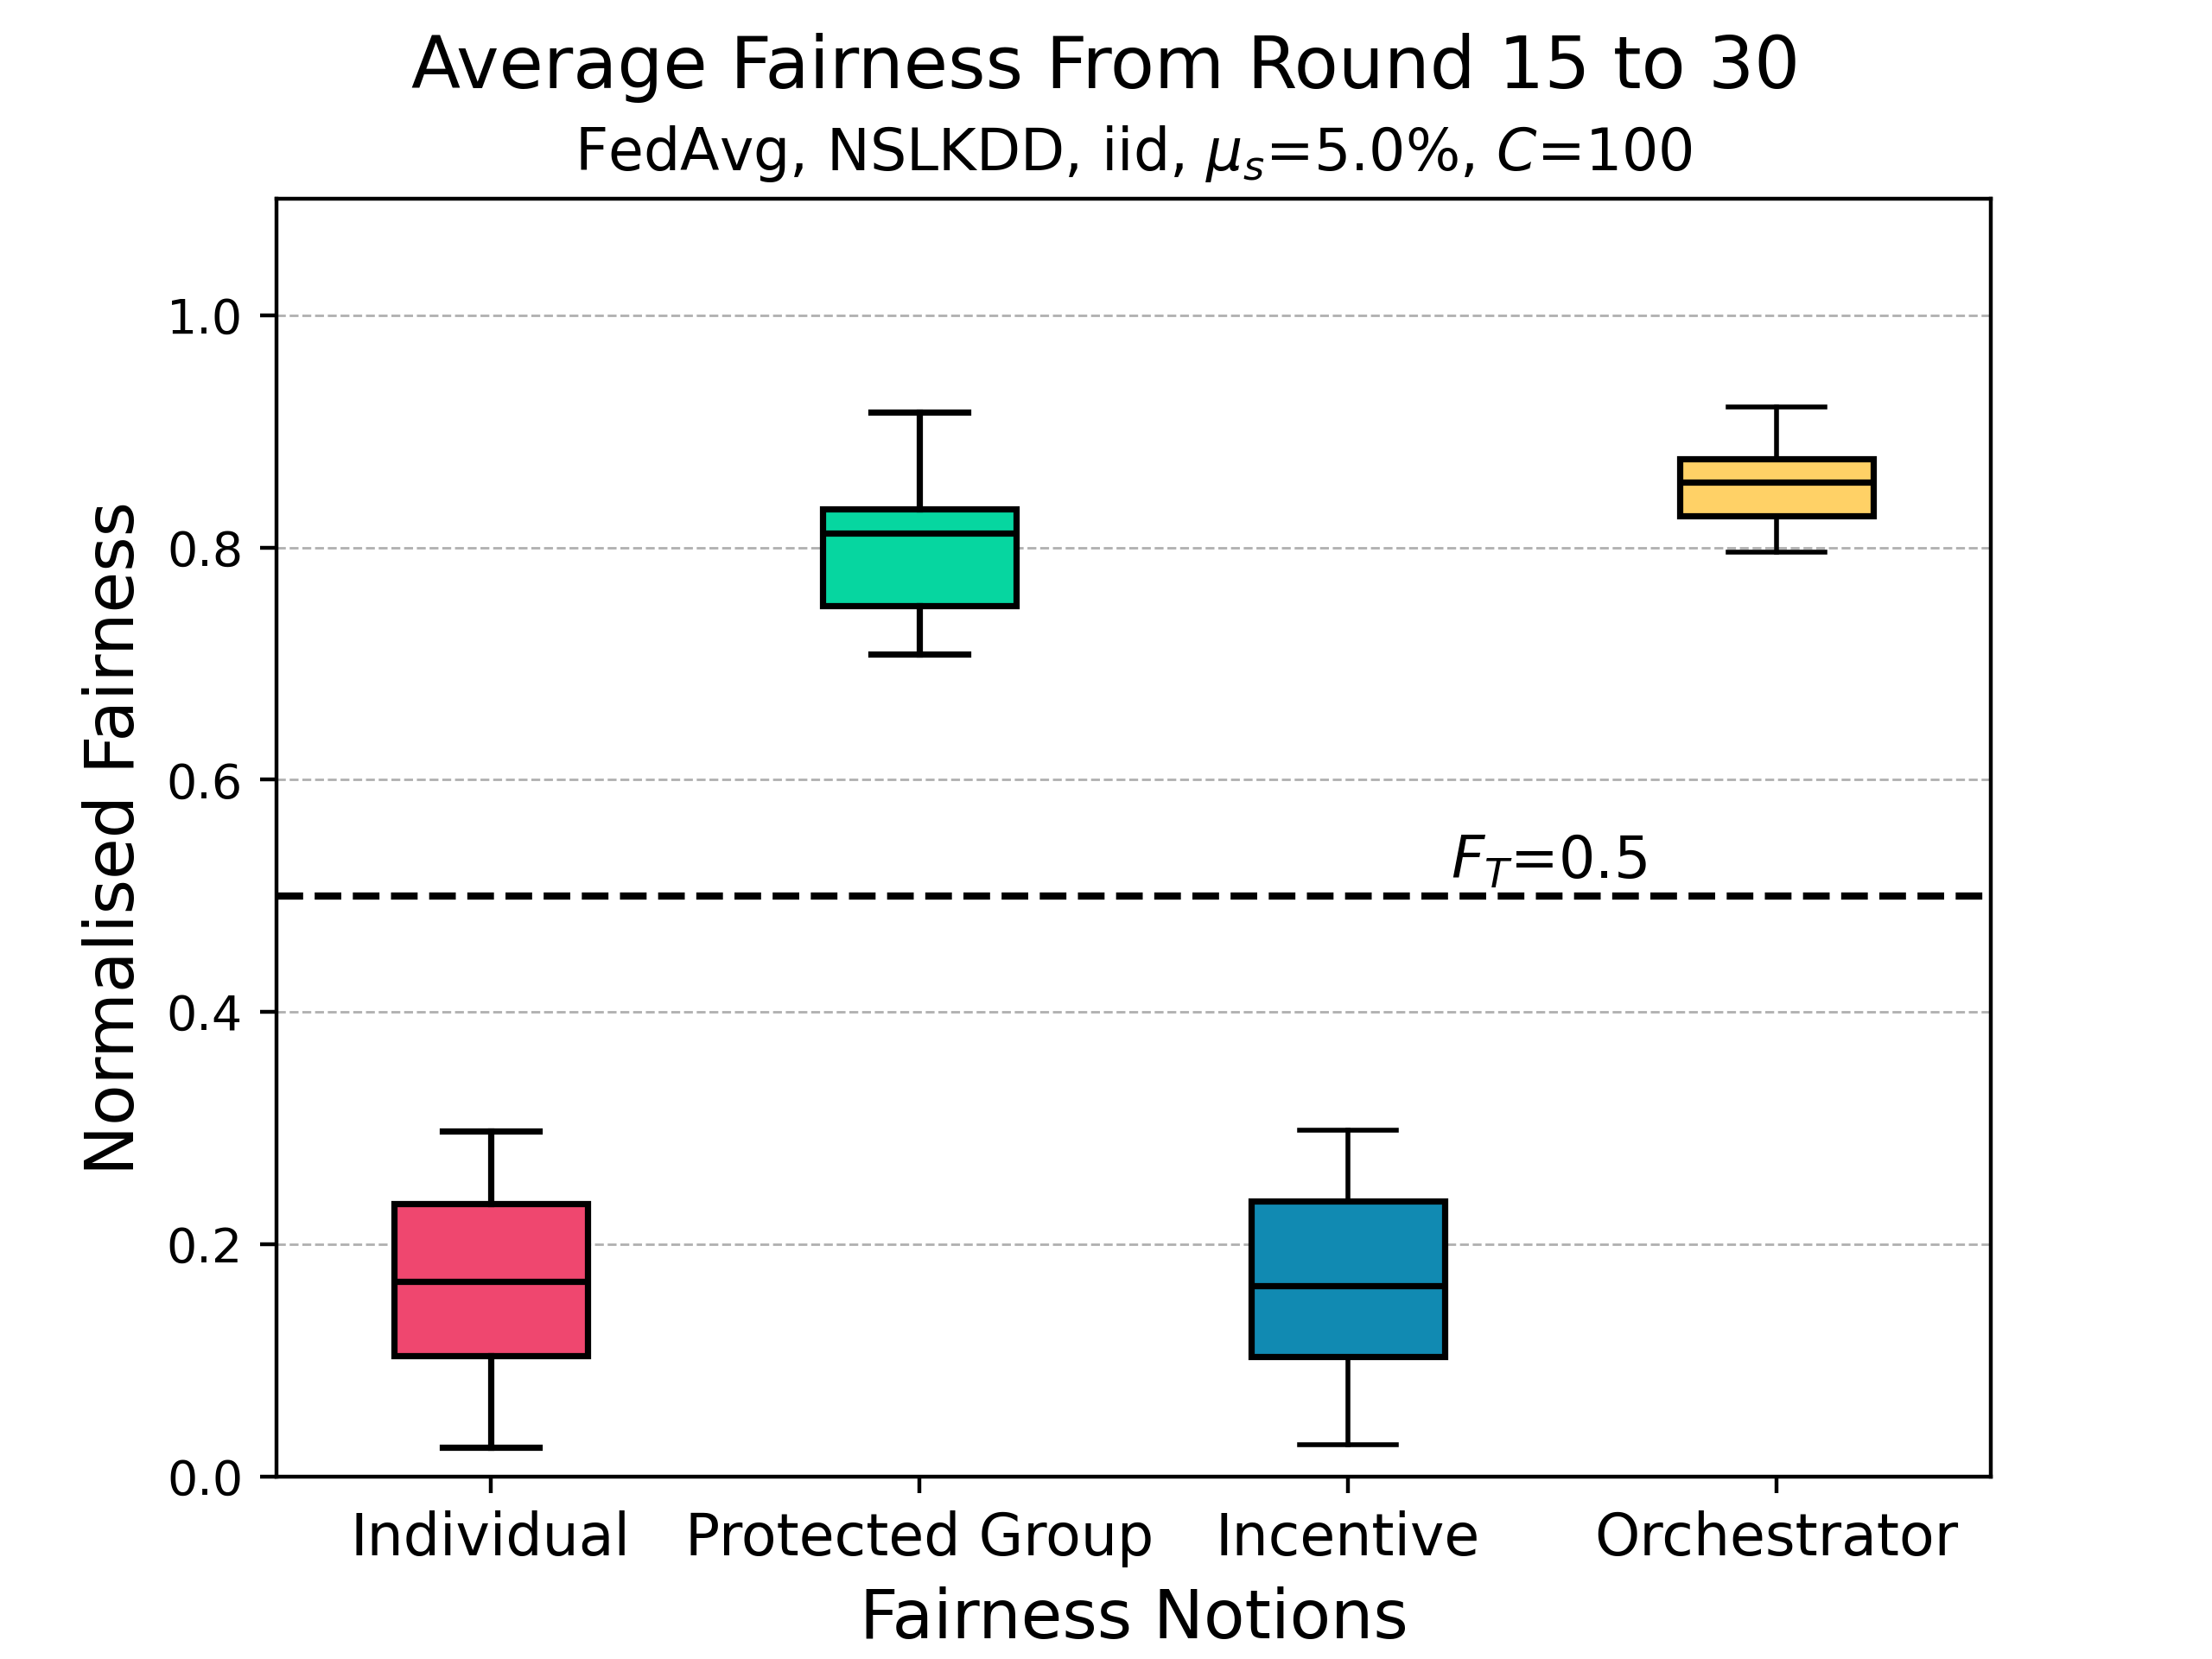 Average Fairness From Round 15 to 30
FedAvg, NSLKDD, iid, μₛ=5.0%, C=100
Normalised Fairness
1.0
0.8
0.6
0.4
0.2
0.0
F_T=0.5
Individual Protected Group Incentive Orchestrator
Fairness Notions